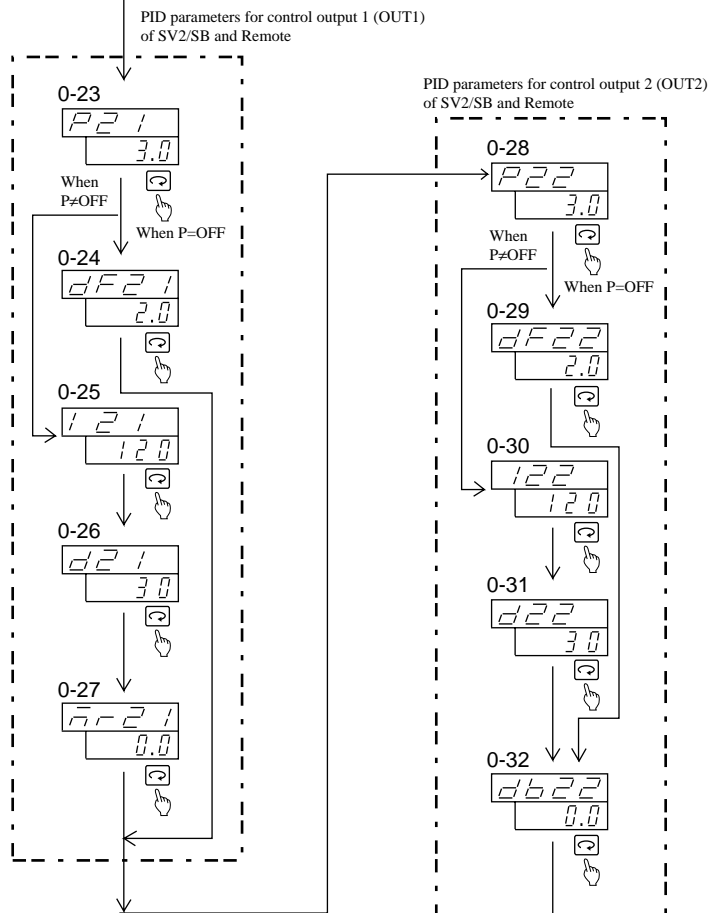 PID parameters for control output 1 (OUT1)
of SV2/SB and Remote
0-23
P21
3.0
When
P≠OFF
When P=OFF
0-24
dF21
2.0
0-25
I21
120
0-26
d21
30
0-27
mr21
0.0
PID parameters for control output 2 (OUT2)
of SV2/SB and Remote
0-28
P22
3.0
When
P≠OFF
When P=OFF
0-29
dF22
2.0
0-30
I22
120
0-31
d22
30
0-32
db22
0.0